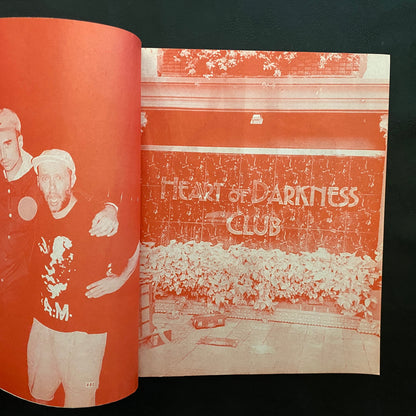 A.M.
HEART OF DARKNESS
CLUB